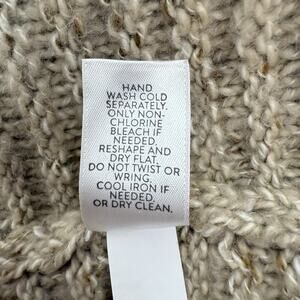 HAND
WASH COLD
SEPARATELY.
ONLY NON-
CHLORINE
BLEACH IF
NEEDED.
RESHAPE AND
DRY FLAT.
DO NOT TWIST OR
WRING.
COOL IRON IF
NEEDED.
OR DRY CLEAN.